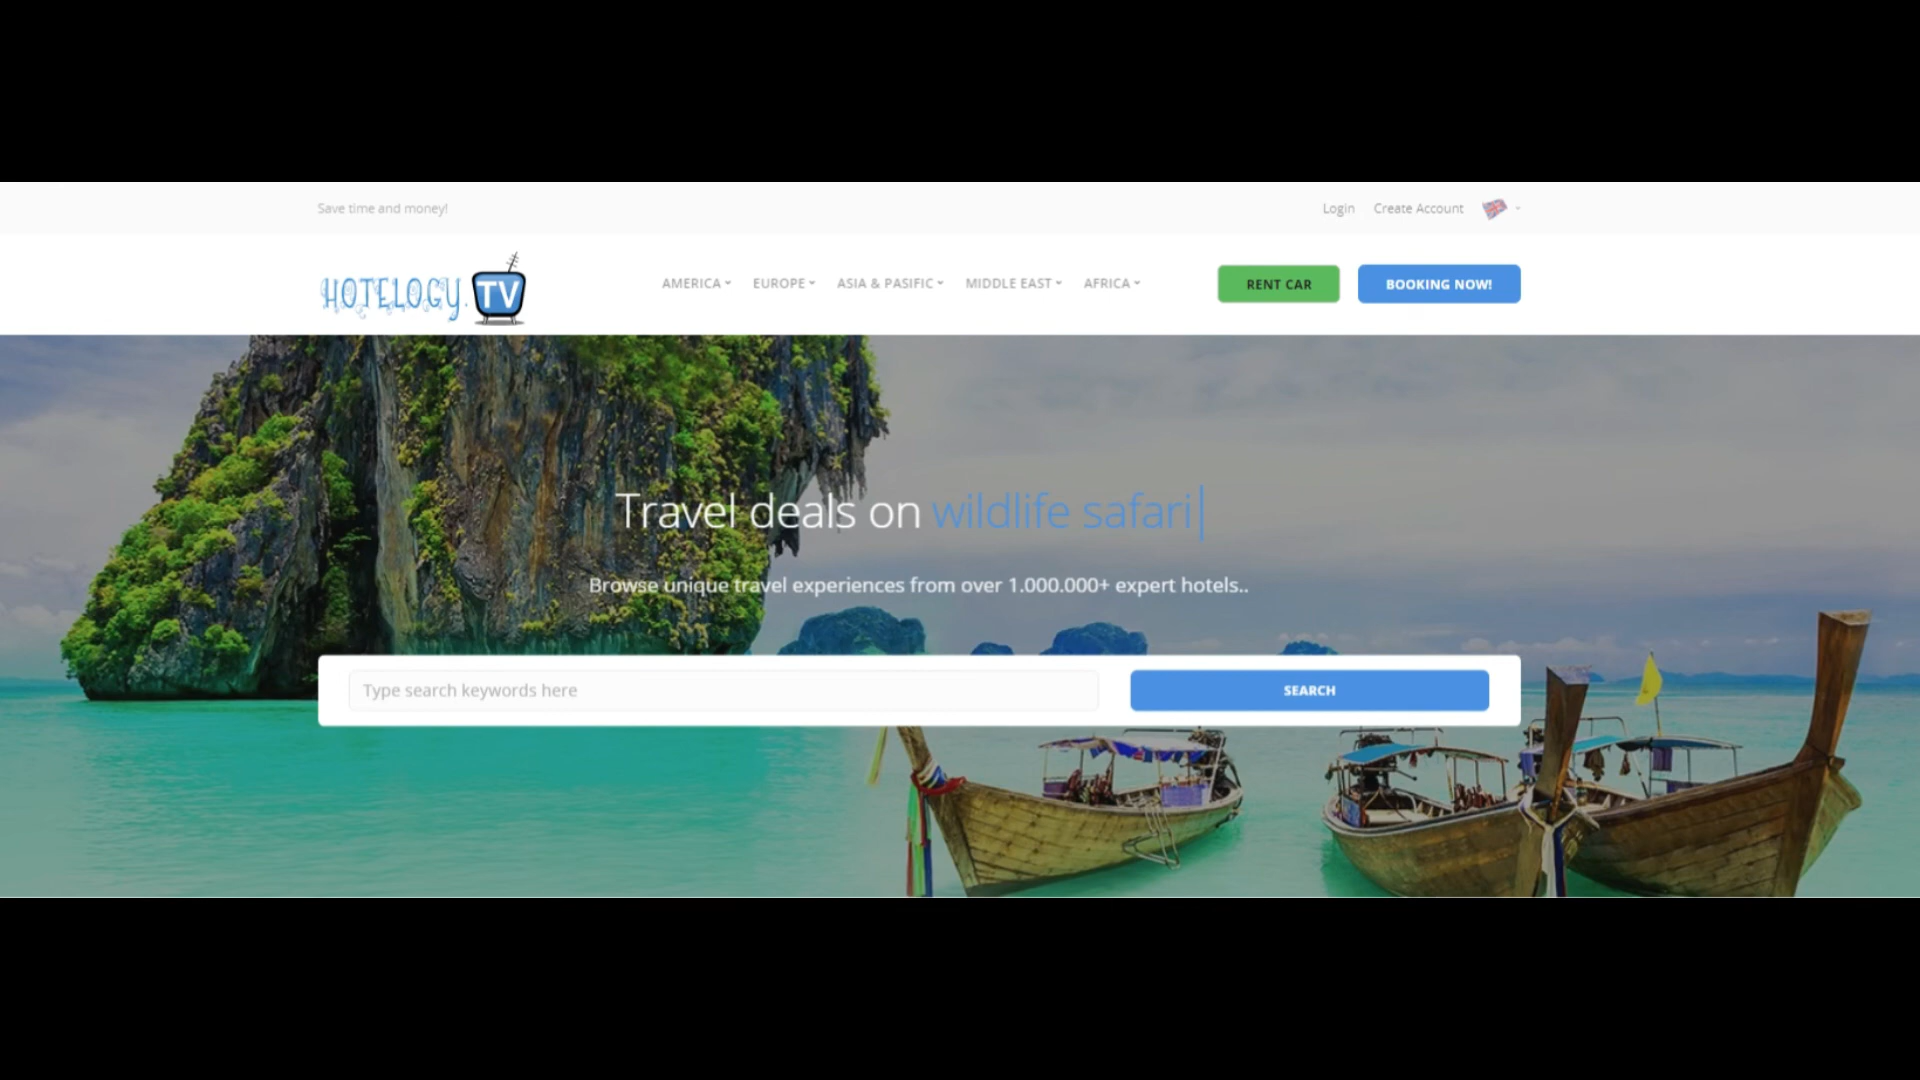 Save time and money!
Login
Create Account
HOTELOGY.TV
AMERICA
EUROPE
ASIA & PASIFIC
MIDDLE EAST
AFRICA
RENT CAR
BOOKING NOW!
Travel deals on wildlife safari
Browse unique travel experiences from over 1.000.000+ expert hotels..
Type search keywords here
SEARCH